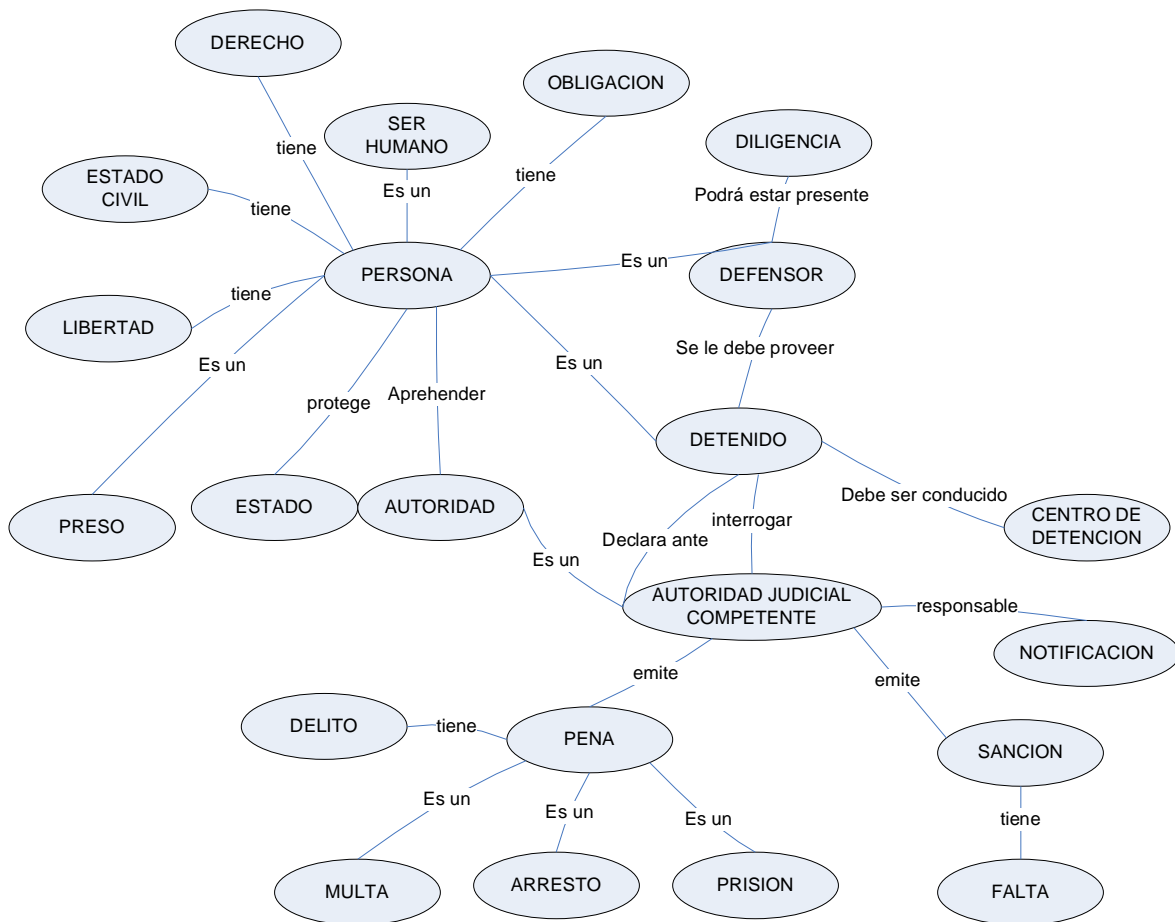 DERECHO
OBLIGACION
SER
HUMANO
DILIGENCIA
tiene
ESTADO
CIVIL
Es un
tiene
Podrá estar presente
tiene
PERSONA
Es un
DEFENSOR
tiene
LIBERTAD
Se le debe proveer
Es un
Es un
protege
Aprehender
DETENIDO
ESTADO
AUTORIDAD
Debe ser conducido
PRESO
interrogar
CENTRO DE
DETENCION
Declara ante
Es un
AUTORIDAD JUDICIAL
COMPETENTE
responsable
NOTIFICACION
emite
emite
DELITO
tiene
PENA
SANCION
Es un
Es un
Es un
tiene
MULTA
ARRESTO
PRISION
FALTA